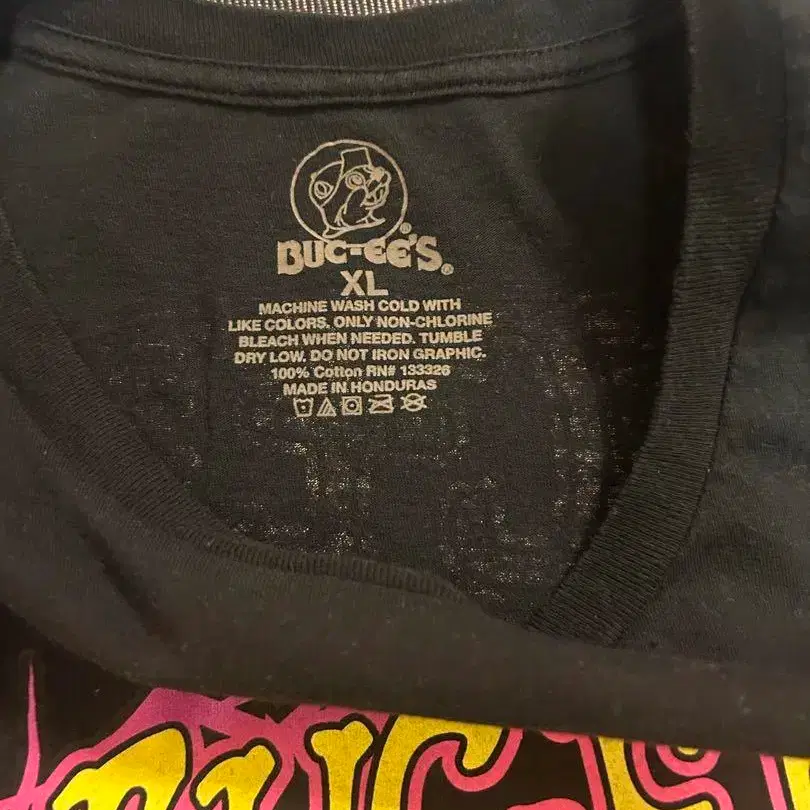 BUC-EE'S®
XL
MACHINE WASH COLD WITH
LIKE COLORS. ONLY NON-CHLORINE
BLEACH WHEN NEEDED. TUMBLE
DRY LOW. DO NOT IRON GRAPHIC.
100% Cotton RN# 133326
MADE IN HONDURAS